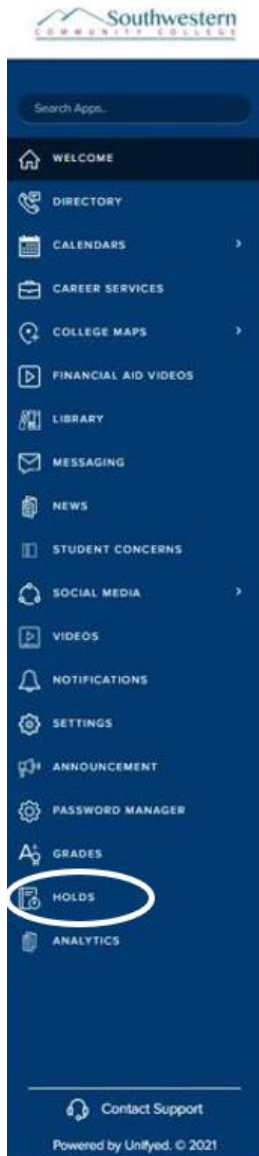 Southwestern
COMMUNITY COLLEGE
Search Apps..
WELCOME
DIRECTORY
CALENDARS
CAREER SERVICES
COLLEGE MAPS
FINANCIAL AID VIDEOS
LIBRARY
MESSAGING
NEWS
STUDENT CONCERNS
SOCIAL MEDIA
VIDEOS
NOTIFICATIONS
SETTINGS
ANNOUNCEMENT
PASSWORD MANAGER
GRADES
HOLDS
ANALYTICS
Contact Support
Powered by Unifyed. © 2021